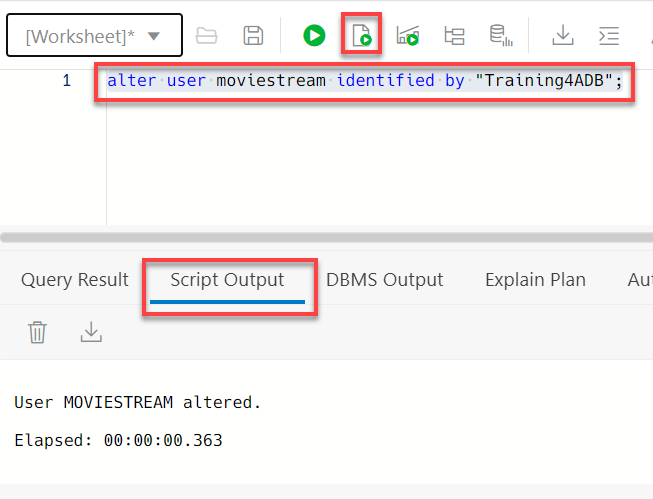 [Worksheet]*
1
alter user moviestream identified by "Training4ADB";
Query Result Script Output DBMS Output Explain Plan
User MOVIESTREAM altered.
Elapsed: 00:00:00.363